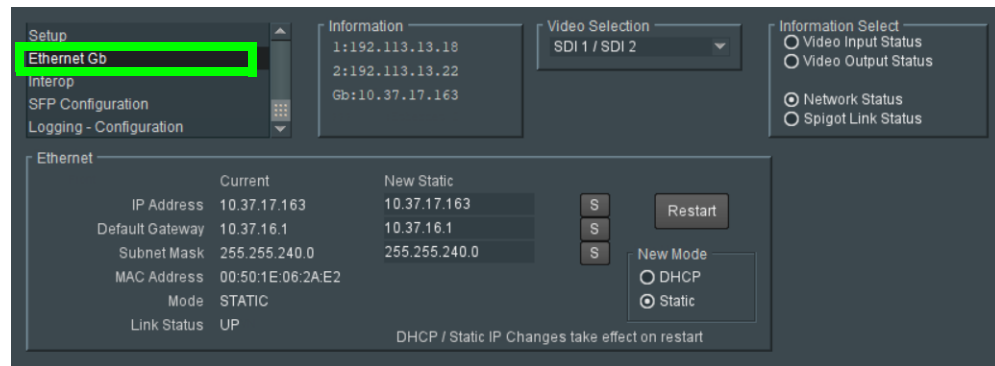 Setup
Ethernet Gb
Interop
SFP Configuration
Logging - Configuration
Information
1:192.113.13.18
2:192.113.13.22
Gb:10.37.17.163
Video Selection
SDI 1 / SDI 2
Information Select
Video Input Status
Video Output Status
Network Status
Spigot Link Status
Ethernet
Current New Static
IP Address 10.37.17.163 10.37.17.163 S
Default Gateway 10.37.16.1 10.37.16.1 S
Subnet Mask 255.255.240.0 255.255.240.0 S
MAC Address 00:50:1E:06:2A:E2
Mode STATIC
Link Status UP
Restart
New Mode
DHCP
Static
DHCP / Static IP Changes take effect on restart